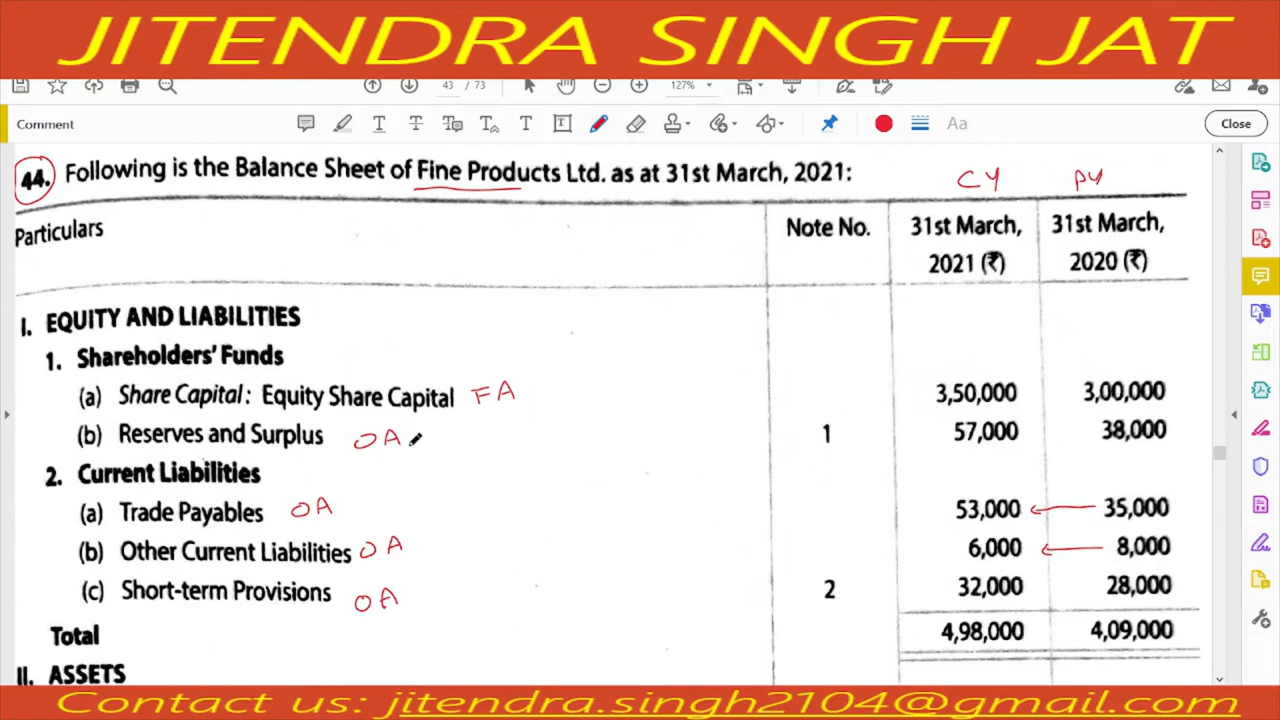 JITENDRA SINGH JAT
43 / 73
127%
Comment
Aa
Close
44. Following is the Balance Sheet of Fine Products Ltd. as at 31st March, 2021:
CY PY
Particulars Note No. 31st March, 2021 (₹) 31st March, 2020 (₹)
I. EQUITY AND LIABILITIES
1. Shareholders' Funds
(a) Share Capital: Equity Share Capital FA 3,50,000 3,00,000
(b) Reserves and Surplus OA 1 57,000 38,000
2. Current Liabilities
(a) Trade Payables OA 53,000 35,000
(b) Other Current Liabilities OA 6,000 8,000
(c) Short-term Provisions OA 2 32,000 28,000
Total 4,98,000 4,09,000
II. ASSETS
Contact us: jitendra.singh2104@gmail.com